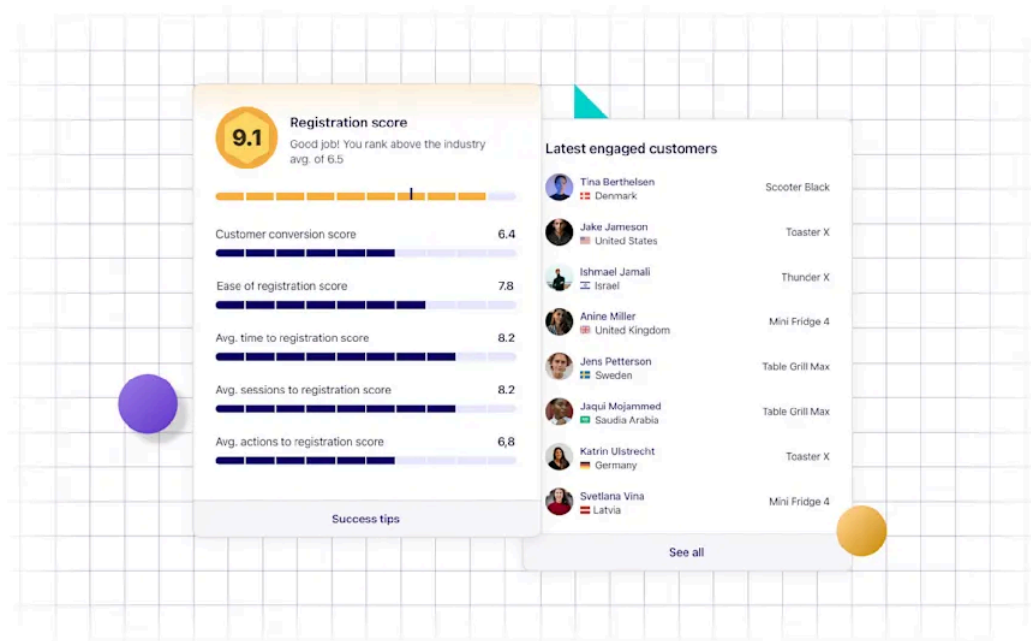 9.1
Registration score
Good job! You rank above the industry
avg. of 6.5
Customer conversion score 6.4
Ease of registration score 7.8
Avg. time to registration score 8.2
Avg. sessions to registration score 8.2
Avg. actions to registration score 6,8
Success tips
Latest engaged customers
Tina Berthelsen
Denmark
Scooter Black
Jake Jameson
United States
Toaster X
Ishmael Jamali
Israel
Thunder X
Anine Miller
United Kingdom
Mini Fridge 4
Jens Petterson
Sweden
Table Grill Max
Jaqui Mojammed
Saudia Arabia
Table Grill Max
Katrin Ulstrecht
Germany
Toaster X
Svetlana Vina
Latvia
Mini Fridge 4
See all